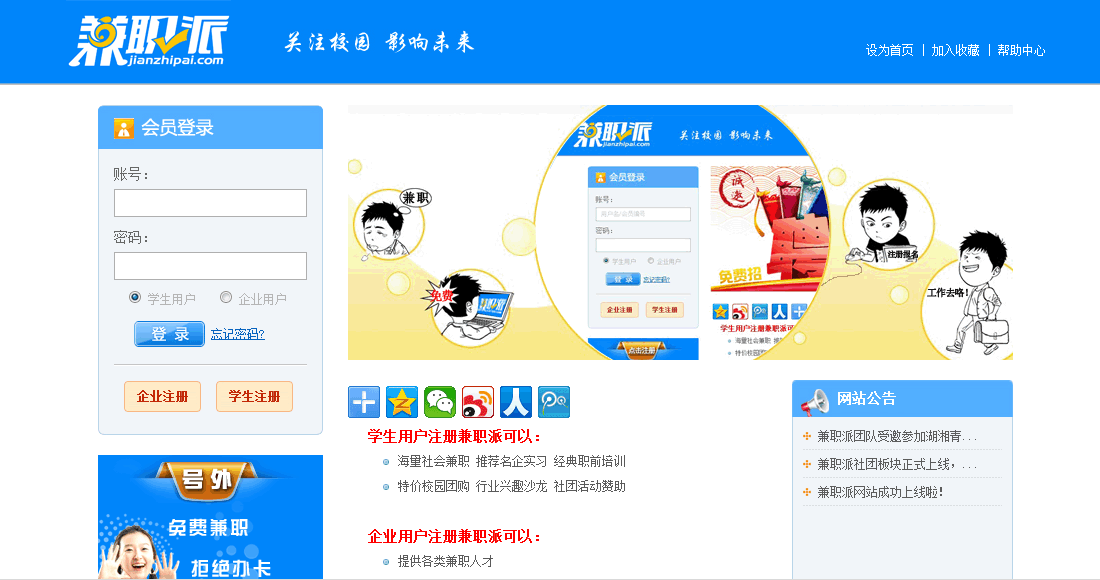 兼职派
jianzhipai.com
关注校园 影响未来
设为首页 | 加入收藏 | 帮助中心
会员登录
账号：
密码：
学生用户 企业用户
登 录 忘记密码?
企业注册 学生注册
号外
免费兼职
拒绝办卡
兼职
免费
兼职派
jianzhipai.com
关注校园 影响未来
会员登录
账号：
用户名/会员编号
密码：
学生用户 企业用户
登 录 忘记密码?
企业注册 学生注册
点击注册
诚邀
免费招
学生用户注册兼职派可
海量社会兼职
特价校园团
注册报名
工作去咯！
学生用户注册兼职派可以：
海量社会兼职 推荐名企实习 经典职前培训
特价校园团购 行业兴趣沙龙 社团活动赞助
企业用户注册兼职派可以：
提供各类兼职人才
网站公告
兼职派团队受邀参加湖湘青...
兼职派社团板块正式上线，...
兼职派网站成功上线啦！